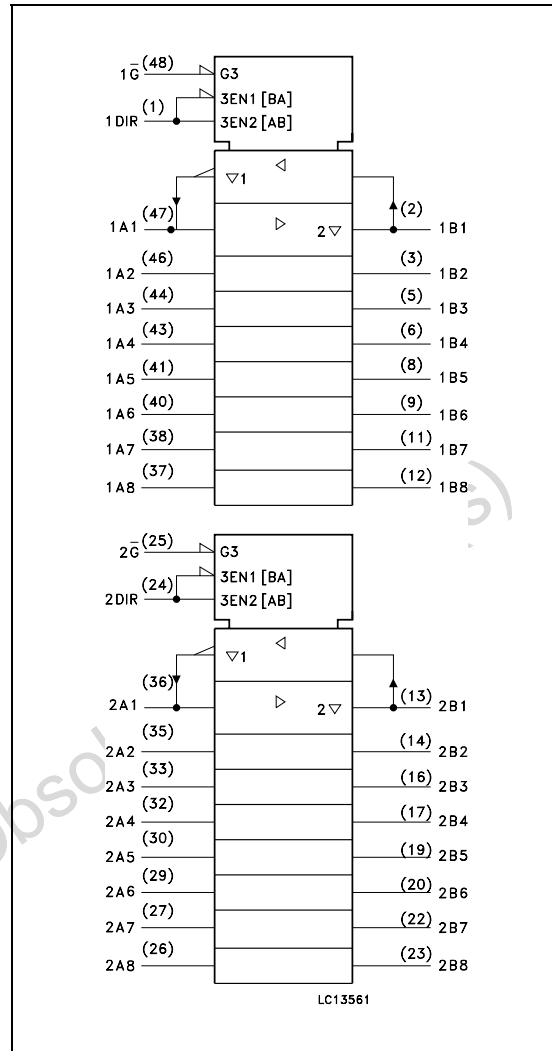 1G̅ (48) G3
3EN1 [BA]
1DIR (1) 3EN2 [AB]
▽1 ◁
1A1 (47) ▷ 2▽ (2) 1B1
1A2 (46) (3) 1B2
1A3 (44) (5) 1B3
1A4 (43) (6) 1B4
1A5 (41) (8) 1B5
1A6 (40) (9) 1B6
1A7 (38) (11) 1B7
1A8 (37) (12) 1B8
2G̅ (25) G3
3EN1 [BA]
2DIR (24) 3EN2 [AB]
▽1 ◁
2A1 (36) ▷ 2▽ (13) 2B1
2A2 (35) (14) 2B2
2A3 (33) (16) 2B3
2A4 (32) (17) 2B4
2A5 (30) (19) 2B5
2A6 (29) (20) 2B6
2A7 (27) (22) 2B7
2A8 (26) (23) 2B8
LC13561